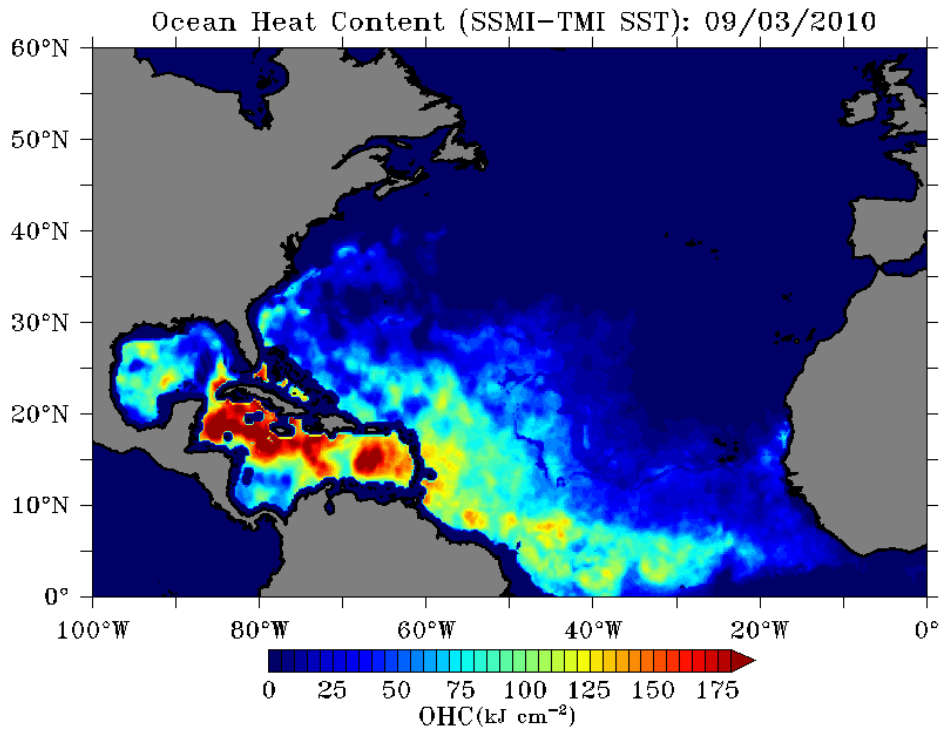 Ocean Heat Content (SSMI-TMI SST): 09/03/2010
60°N
50°N
40°N
30°N
20°N
10°N
0°
100°W 80°W 60°W 40°W 20°W 0°
0 25 50 75 100 125 150 175
OHC(kJ cm⁻²)